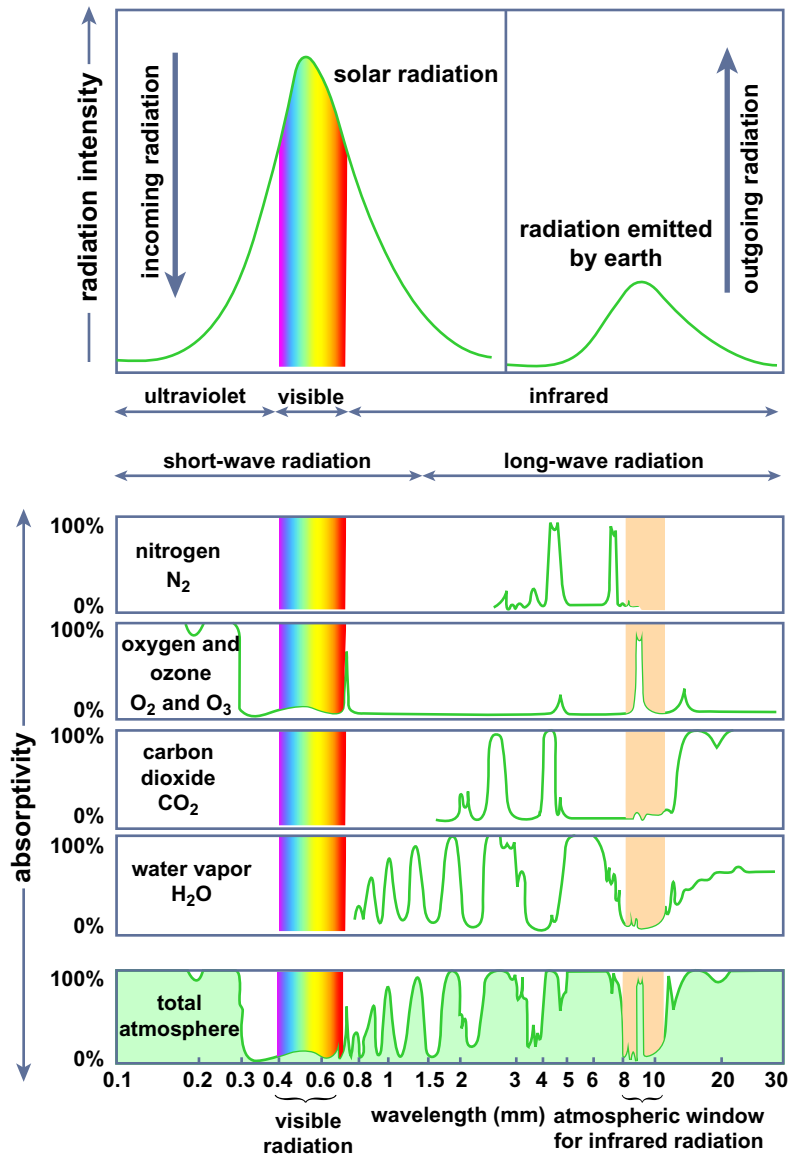 radiation intensity
incoming radiation
solar radiation
radiation emitted
by earth
outgoing radiation
ultraviolet
visible
infrared
short-wave radiation
long-wave radiation
absorptivity
100%
nitrogen
N₂
0%
100%
oxygen and
ozone
O₂ and O₃
0%
100%
carbon
dioxide
CO₂
0%
100%
water vapor
H₂O
0%
100%
total
atmosphere
0%
0.1 0.2 0.3 0.4 0.6 0.8 1 1.5 2 3 4 5 6 8 10 20 30
visible
radiation
wavelength (mm)
atmospheric window
for infrared radiation